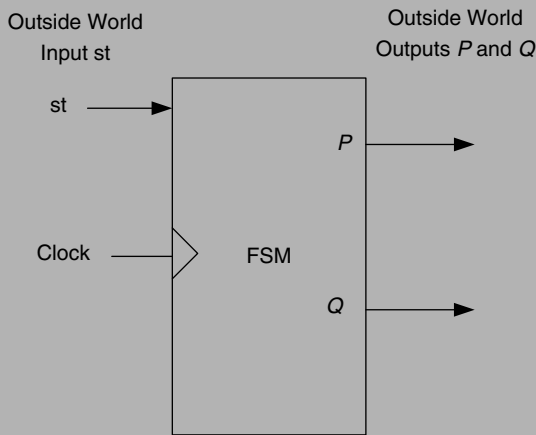 Outside World
Input st
st
Clock
FSM
Outside World
Outputs P and Q
P
Q